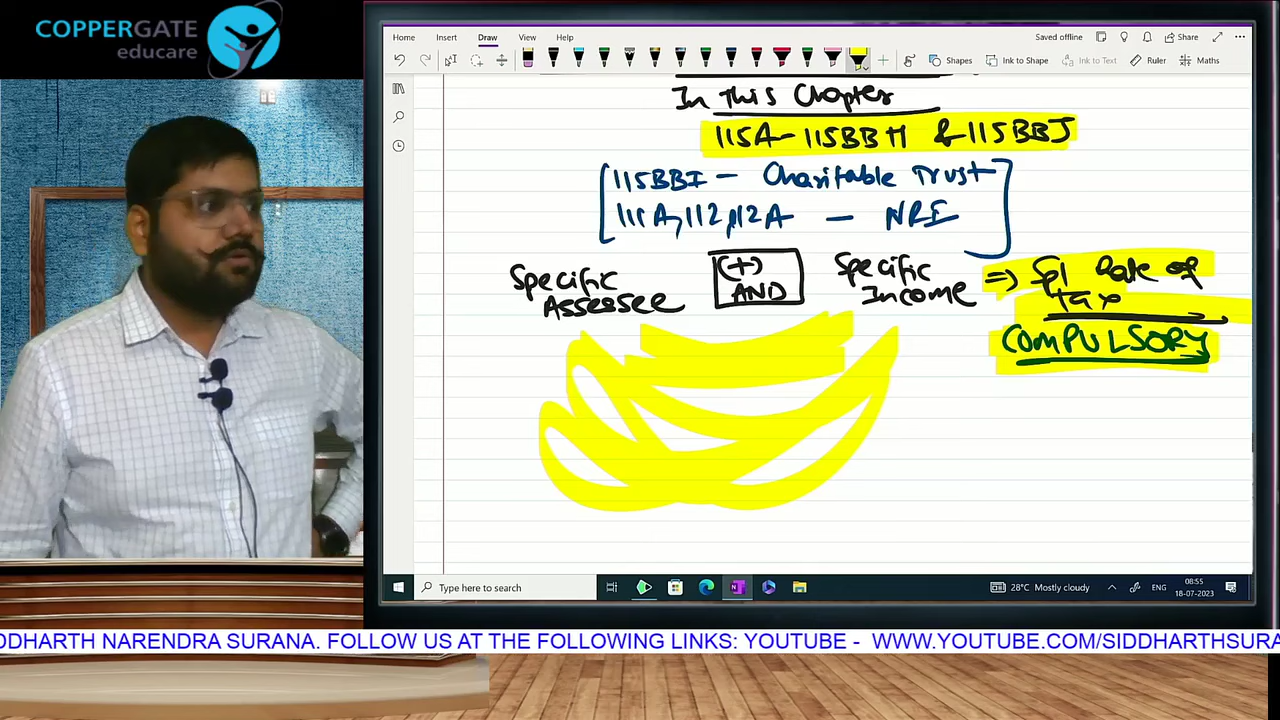 COPPERGATE
educare
Home Insert Draw View Help
Saved offline
Share
Shapes Ink to Shape Ink to Text Ruler Maths
In This Chapter
115A-115BBH & 115BBJ
115BBI - Charitable Trust
111A, 112, 112A - NRE
Specific Assessee
(+) AND
Specific Income
=> Spl Rate of Tax
COMPULSORY
Type here to search
28°C Mostly cloudy
ENG
08:55
18-07-2023
DDHARTH NARENDRA SURANA. FOLLOW US AT THE FOLLOWING LINKS: YOUTUBE - WWW.YOUTUBE.COM/SIDDHARTHSURA